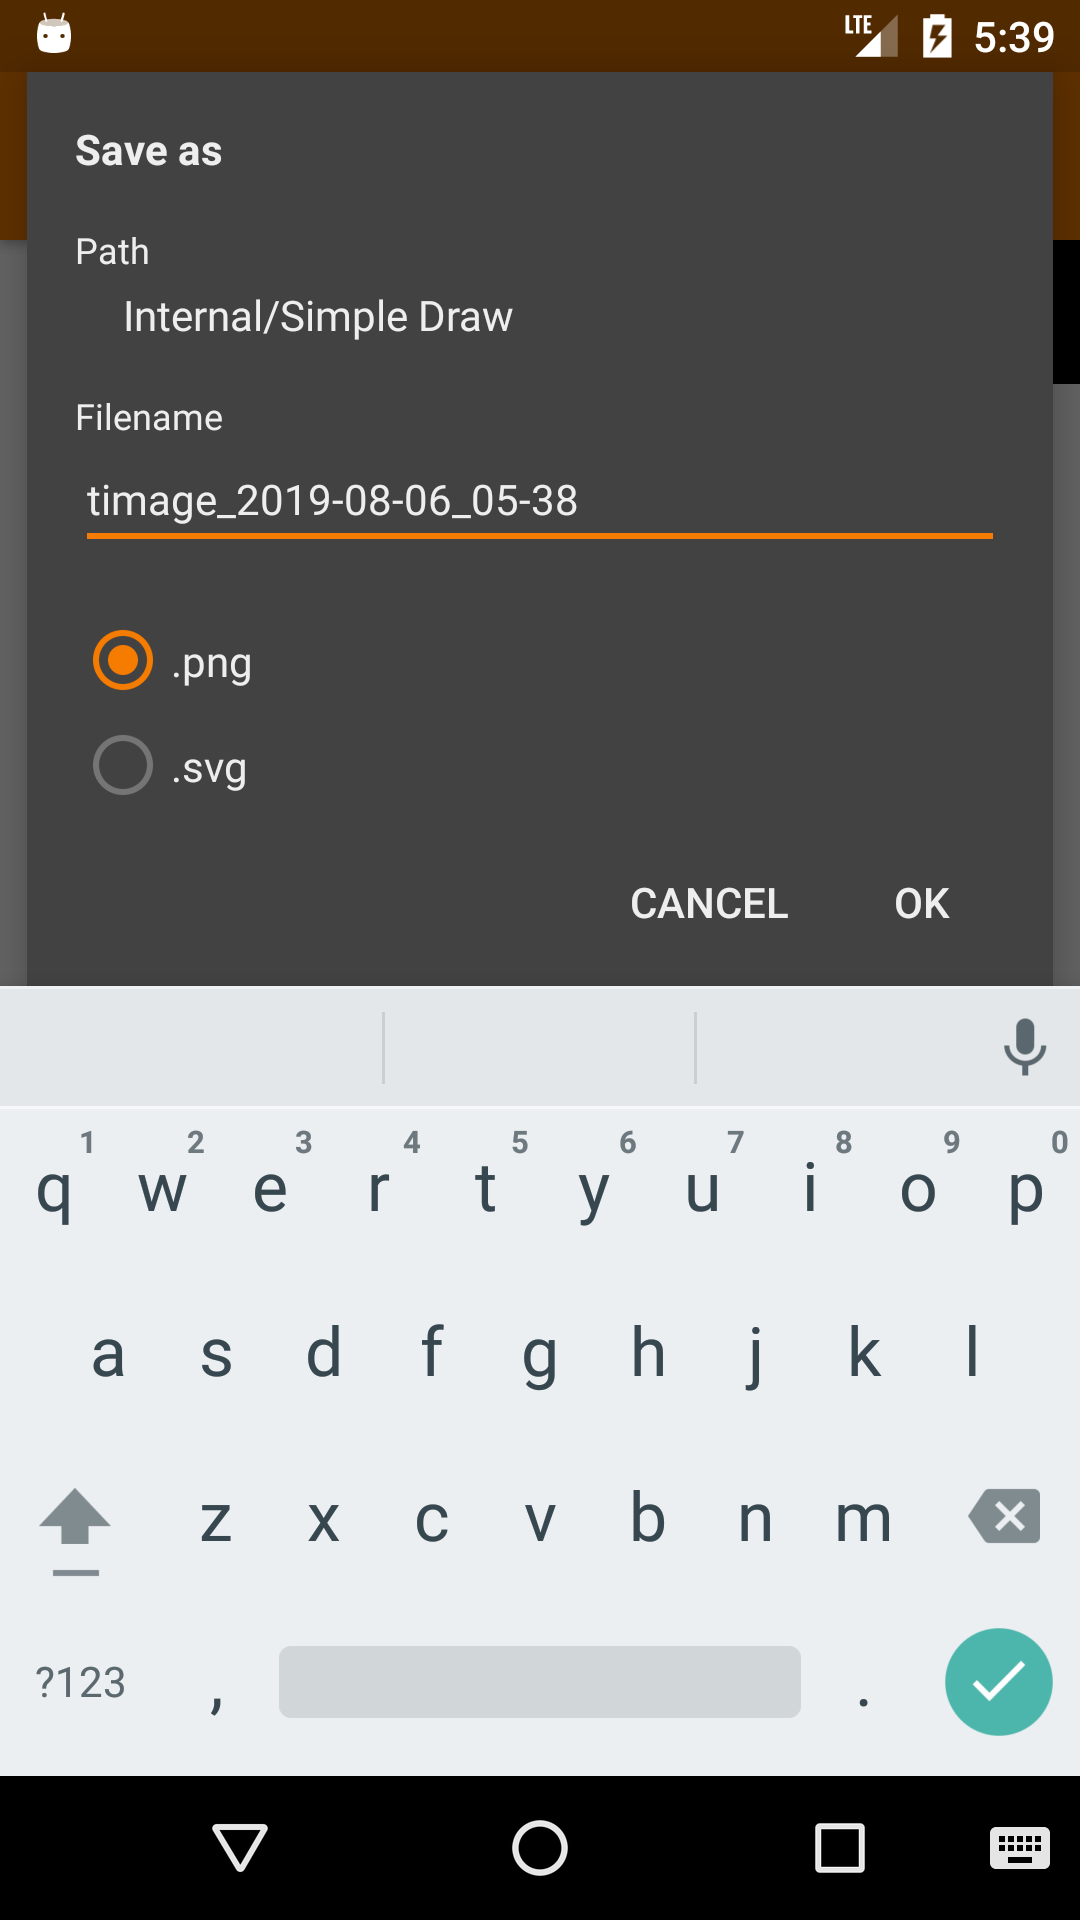 LTE 5:39
Save as
Path
Internal/Simple Draw
Filename
timage_2019-08-06_05-38
.png
.svg
CANCEL OK
1 2 3 4 5 6 7 8 9 0
q w e r t y u i o p
a s d f g h j k l
z x c v b n m
?123 , .